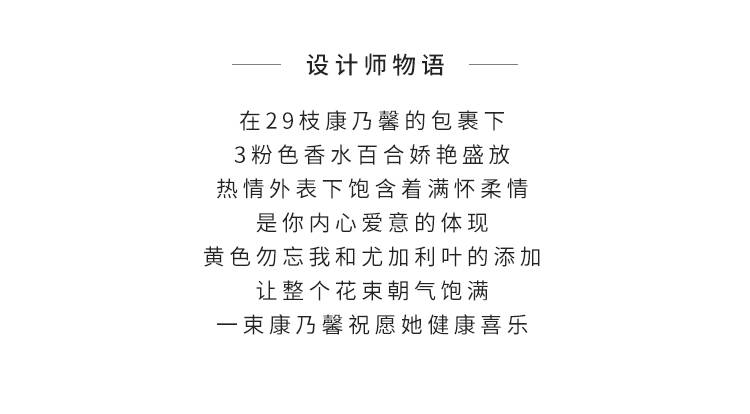 设计师物语
在29枝康乃馨的包裹下
3粉色香水百合娇艳盛放
热情外表下饱含着满怀柔情
是你内心爱意的体现
黄色勿忘我和尤加利叶的添加
让整个花束朝气饱满
一束康乃馨祝愿她健康喜乐